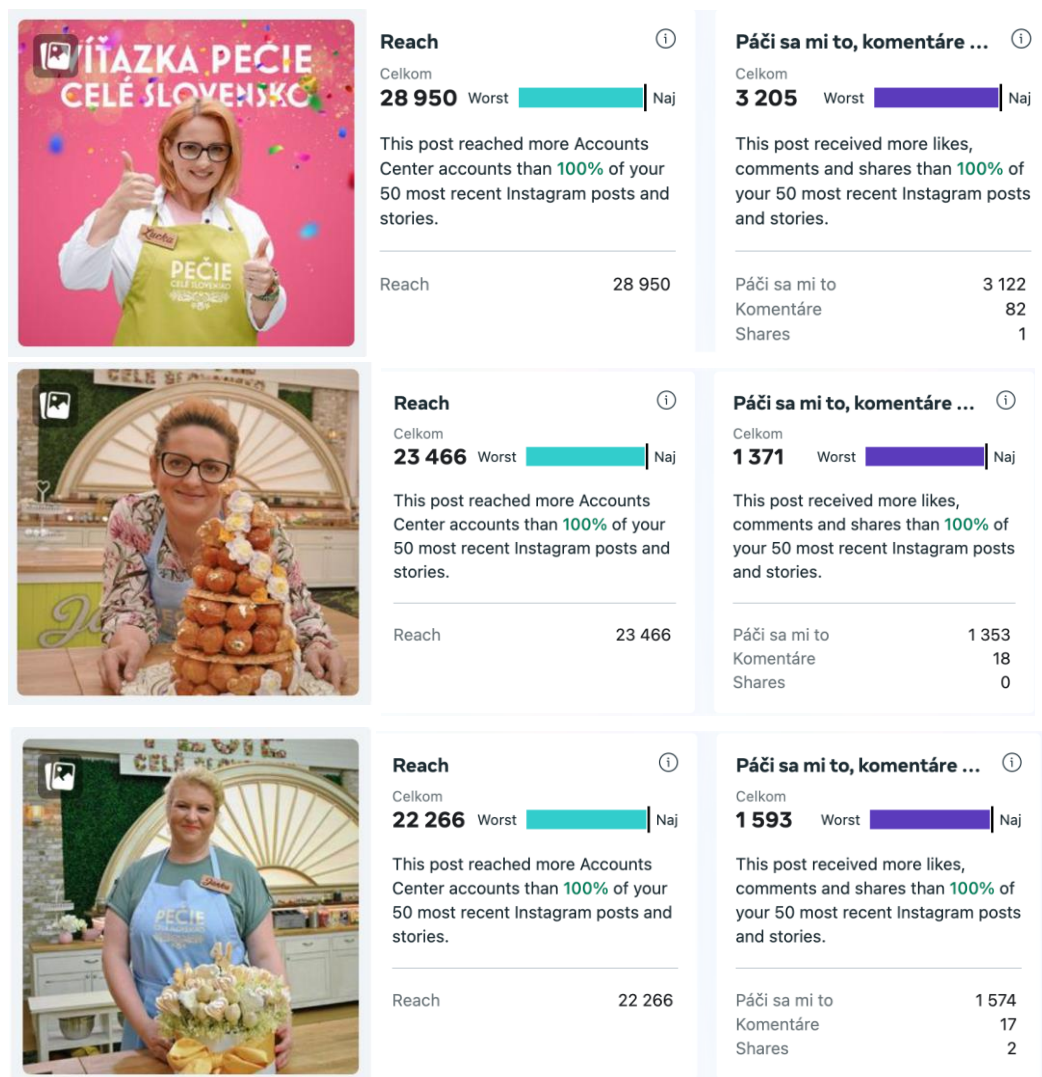 VÍŤAZKA PEČIE
CELÉ SLOVENSKO
Lucka
PEČIE
CELÉ SLOVENSKO
Reach
Celkom
28 950 Worst Naj
This post reached more Accounts
Center accounts than 100% of your
50 most recent Instagram posts and
stories.
Reach 28 950
Páči sa mi to, komentáre ...
Celkom
3 205 Worst Naj
This post received more likes,
comments and shares than 100% of
your 50 most recent Instagram posts
and stories.
Páči sa mi to 3 122
Komentáre 82
Shares 1
CELÉ SLOVENSKO
Reach
Celkom
23 466 Worst Naj
This post reached more Accounts
Center accounts than 100% of your
50 most recent Instagram posts and
stories.
Reach 23 466
Páči sa mi to, komentáre ...
Celkom
1 371 Worst Naj
This post received more likes,
comments and shares than 100% of
your 50 most recent Instagram posts
and stories.
Páči sa mi to 1 353
Komentáre 18
Shares 0
PEČIE
CELÉ SLOVENSKO
Janka
PEČIE
CELÉ SLOVENSKO
Reach
Celkom
22 266 Worst Naj
This post reached more Accounts
Center accounts than 100% of your
50 most recent Instagram posts and
stories.
Reach 22 266
Páči sa mi to, komentáre ...
Celkom
1 593 Worst Naj
This post received more likes,
comments and shares than 100% of
your 50 most recent Instagram posts
and stories.
Páči sa mi to 1 574
Komentáre 17
Shares 2